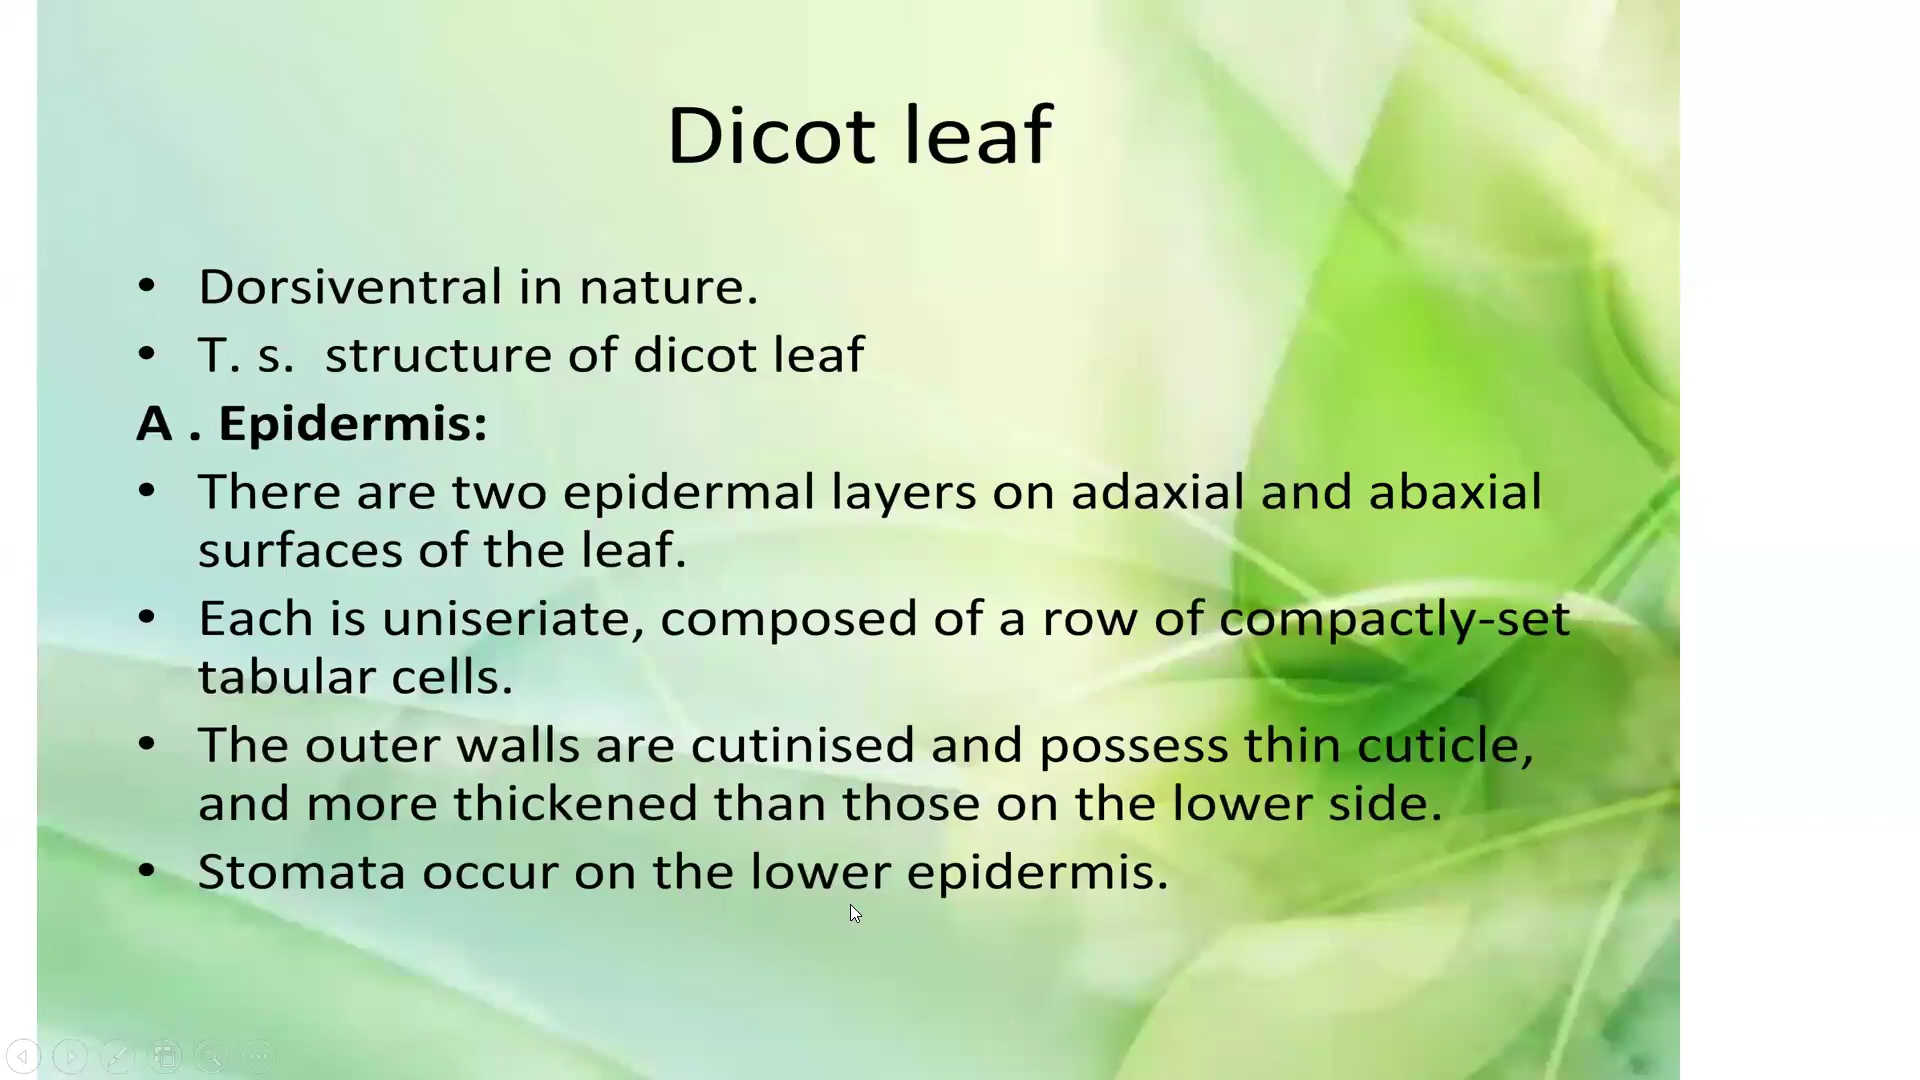 Dicot leaf
• Dorsiventral in nature.
• T. s.  structure of dicot leaf
A . Epidermis:
• There are two epidermal layers on adaxial and abaxial
surfaces of the leaf.
• Each is uniseriate, composed of a row of compactly-set
tabular cells.
• The outer walls are cutinised and possess thin cuticle,
and more thickened than those on the lower side.
• Stomata occur on the lower epidermis.